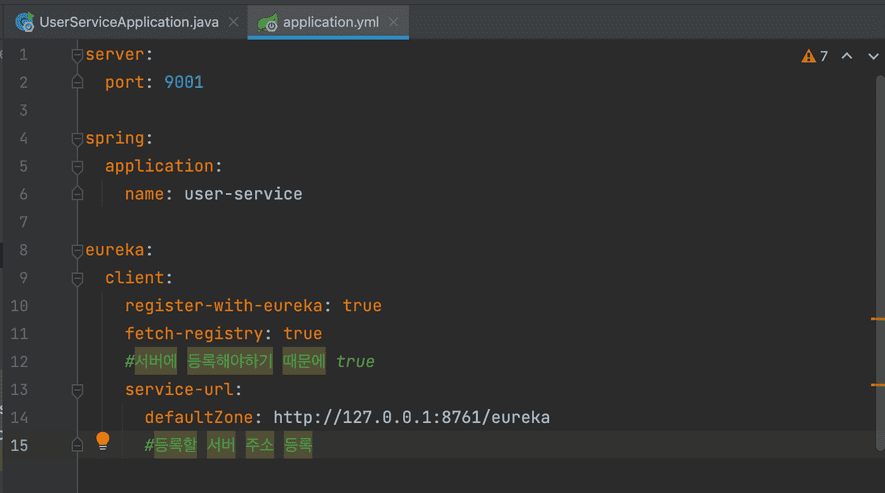 UserServiceApplication.java application.yml
1 server:
7
2 port: 9001
3
4 spring:
5 application:
6 name: user-service
7
8 eureka:
9 client:
10 register-with-eureka: true
11 fetch-registry: true
12 #서버에 등록해야하기 때문에 true
13 service-url:
14 defaultZone: http://127.0.0.1:8761/eureka
15 #등록할 서버 주소 등록